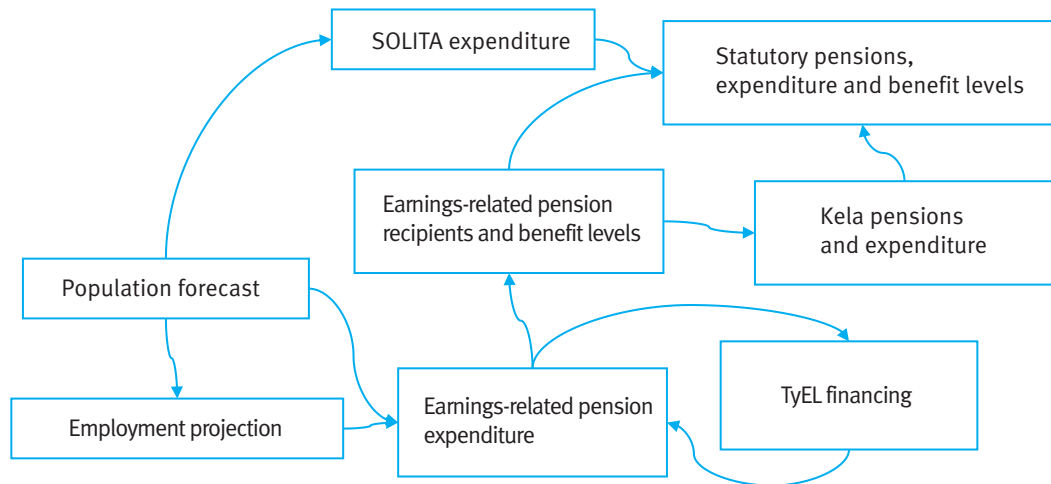 SOLITA expenditure
Statutory pensions,
expenditure and benefit levels
Earnings-related pension
recipients and benefit levels
Kela pensions
and expenditure
Population forecast
Employment projection
Earnings-related pension
expenditure
TyEL financing